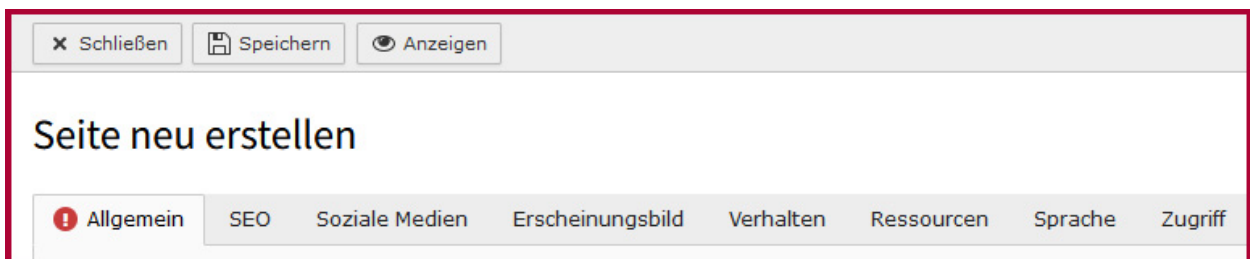 Schließen Speichern Anzeigen
Seite neu erstellen
Allgemein SEO Soziale Medien Erscheinungsbild Verhalten Ressourcen Sprache Zugriff